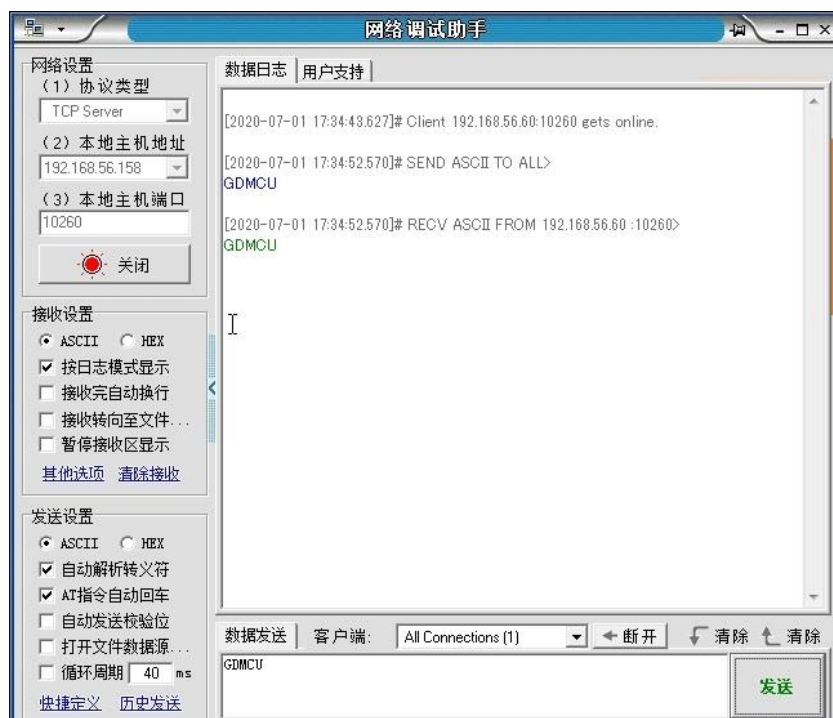 网络调试助手
网络设置
(1) 协议类型
TCP Server
(2) 本地主机地址
192.168.56.158
(3) 本地主机端口
10260
关闭
接收设置
ASCII HEX
按日志模式显示
接收完自动换行
接收转向至文件...
暂停接收区显示
其他选项 清除接收
发送设置
ASCII HEX
自动解析转义符
AT指令自动回车
自动发送校验位
打开文件数据源...
循环周期 40 ms
快捷定义 历史发送
数据日志 用户支持
[2020-07-01 17:34:43.627]# Client 192.168.56.60:10260 gets online.
[2020-07-01 17:34:52.570]# SEND ASCII TO ALL>
GDMCU
[2020-07-01 17:34:52.570]# RECV ASCII FROM 192.168.56.60 :10260>
GDMCU
数据发送 客户端: All Connections (1) 断开 清除 清除
GDMCU
发送